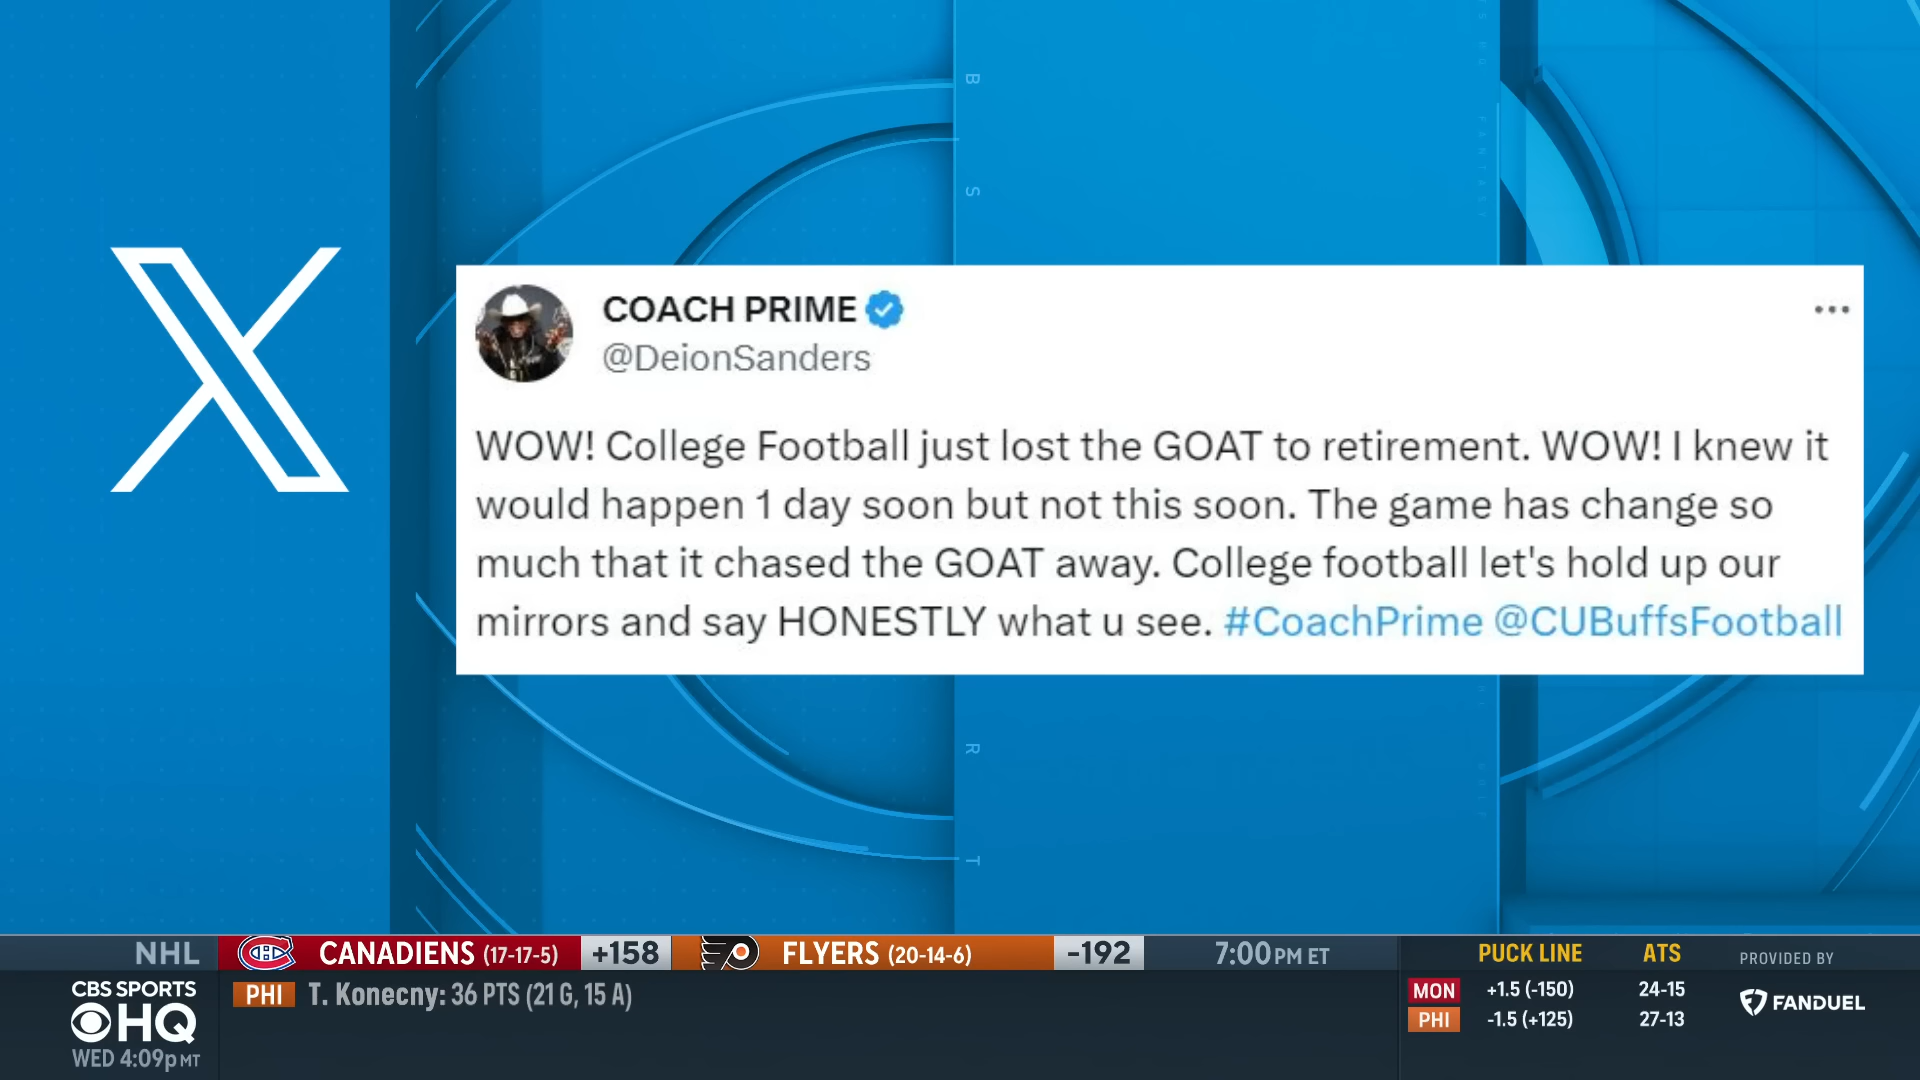 COACH PRIME
@DeionSanders
WOW! College Football just lost the GOAT to retirement. WOW! I knew it
would happen 1 day soon but not this soon. The game has change so
much that it chased the GOAT away. College football let's hold up our
mirrors and say HONESTLY what u see. #CoachPrime @CUBuffsFootball
B
S
R
T
NHL CANADIENS (17-17-5) +158 FLYERS (20-14-6) -192 7:00PM ET
PHI T. Konecny: 36 PTS (21 G, 15 A)
PUCK LINE ATS
MON +1.5 (-150) 24-15
PHI -1.5 (+125) 27-13
PROVIDED BY
FANDUEL
CBS SPORTS
HQ
WED 4:09p MT